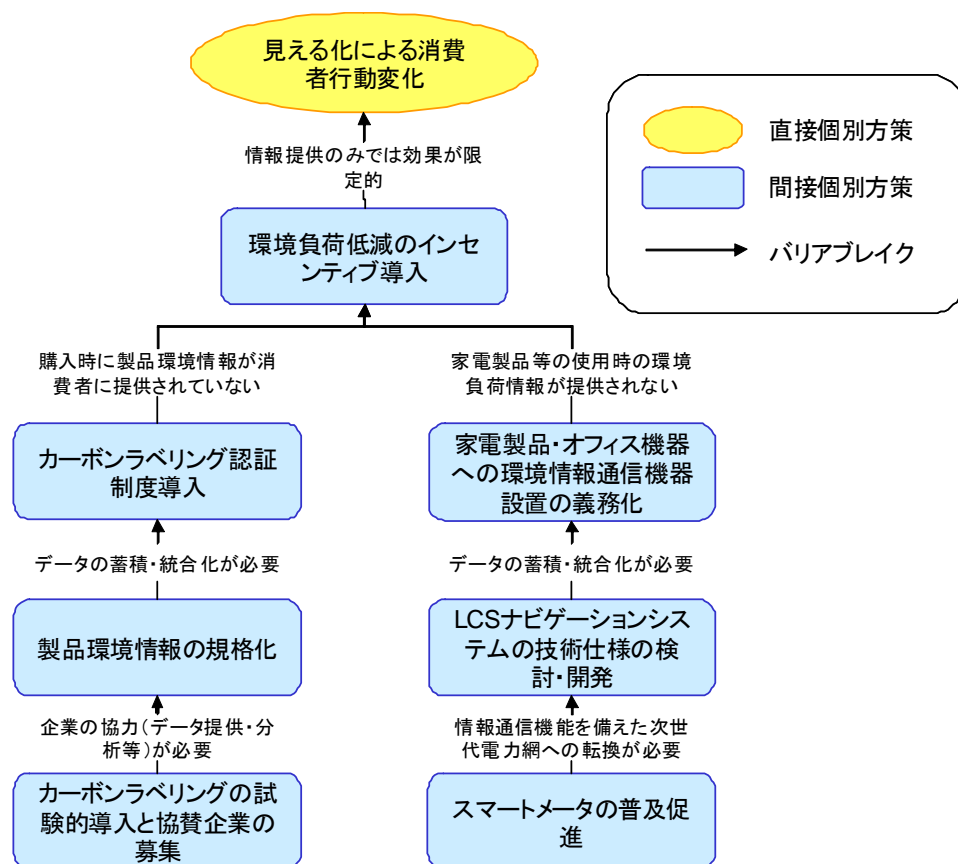 見える化による消費
者行動変化
直接個別方策
間接個別方策
バリアブレイク
情報提供のみでは効果が限
定的
環境負荷低減のインセ
ンティブ導入
購入時に製品環境情報が消
費者に提供されていない
家電製品等の使用時の環境
負荷情報が提供されない
カーボンラベリング認証
制度導入
家電製品・オフィス機器
への環境情報通信機器
設置の義務化
データの蓄積・統合化が必要
データの蓄積・統合化が必要
製品環境情報の規格化
LCSナビゲーションシス
テムの技術仕様の検
討・開発
企業の協力(データ提供・分
析等)が必要
情報通信機能を備えた次世
代電力網への転換が必要
カーボンラベリングの試
験的導入と協賛企業の
募集
スマートメータの普及促
進